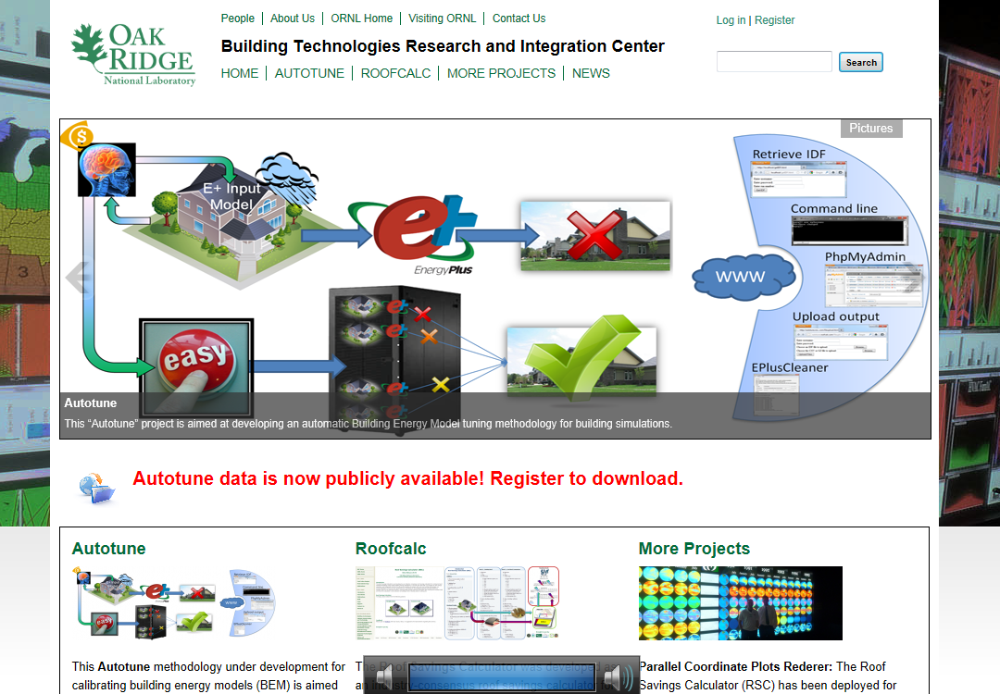 People
About Us
ORNL Home
Visiting ORNL
Contact Us
Log in | Register
OAK
RIDGE
National Laboratory
Building Technologies Research and Integration Center
HOME
AUTOTUNE
ROOFCALC
MORE PROJECTS
NEWS
Search
Pictures
$
E+ Input
Model
et
EnergyPlus
easy
Retrieve IDF
Command line
PhpMyAdmin
www
Upload output
EPlusCleaner
3
Autotune
This “Autotune” project is aimed at developing an automatic Building Energy Model tuning methodology for building simulations.
Autotune data is now publicly available! Register to download.
Autotune
Roofcalc
More Projects
This Autotune methodology under development for
calibrating building energy models (BEM) is aimed
The Roof Savings Calculator was developed as
an industry-consensus roof savings calculator for
Parallel Coordinate Plots Rederer: The Roof
Savings Calculator (RSC) has been deployed for